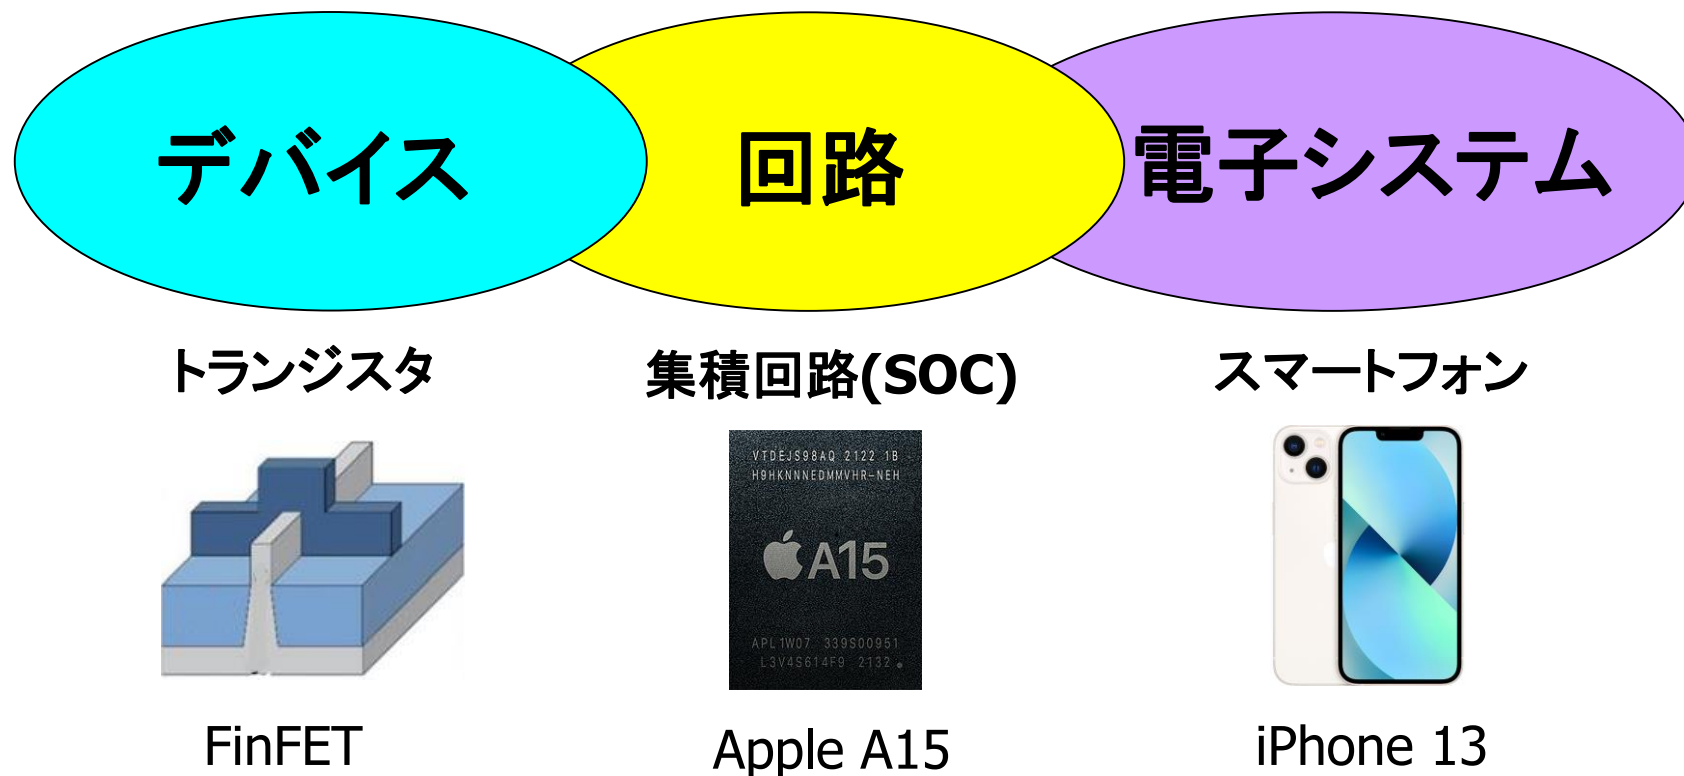 デバイス
回路
電子システム
トランジスタ
集積回路(SOC)
スマートフォン
VTDEJS98AQ 2122 1B
H9HKNNNEDMMVHR-NEH
A15
APL1W07 339S00951
L3V4S614F9 2132
FinFET
Apple A15
iPhone 13